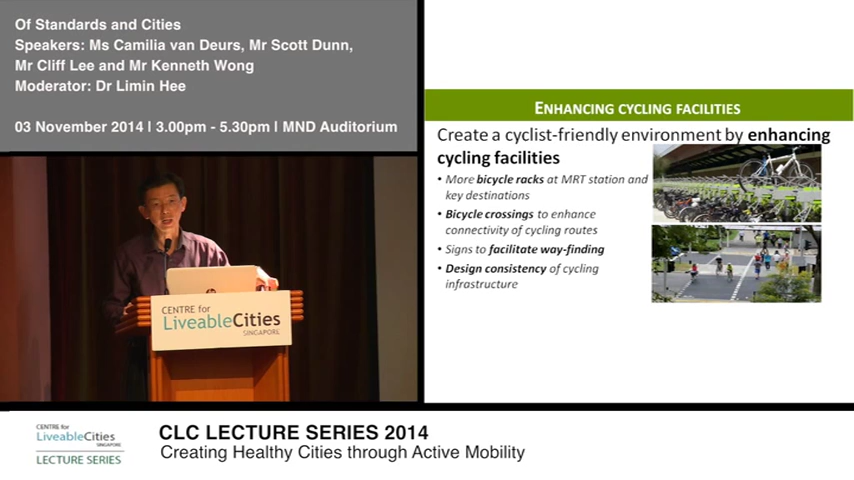 Of Standards and Cities
Speakers: Ms Camilia van Deurs, Mr Scott Dunn,
Mr Cliff Lee and Mr Kenneth Wong
Moderator: Dr Limin Hee
03 November 2014 | 3.00pm - 5.30pm | MND Auditorium
ENHANCING CYCLING FACILITIES
Create a cyclist-friendly environment by enhancing
cycling facilities
• More bicycle racks at MRT station and
key destinations
• Bicycle crossings to enhance
connectivity of cycling routes
• Signs to facilitate way-finding
• Design consistency of cycling
infrastructure
CENTRE for
LiveableCities
SINGAPORE
CENTRE for
LiveableCities
SINGAPORE
LECTURE SERIES
CLC LECTURE SERIES 2014
Creating Healthy Cities through Active Mobility